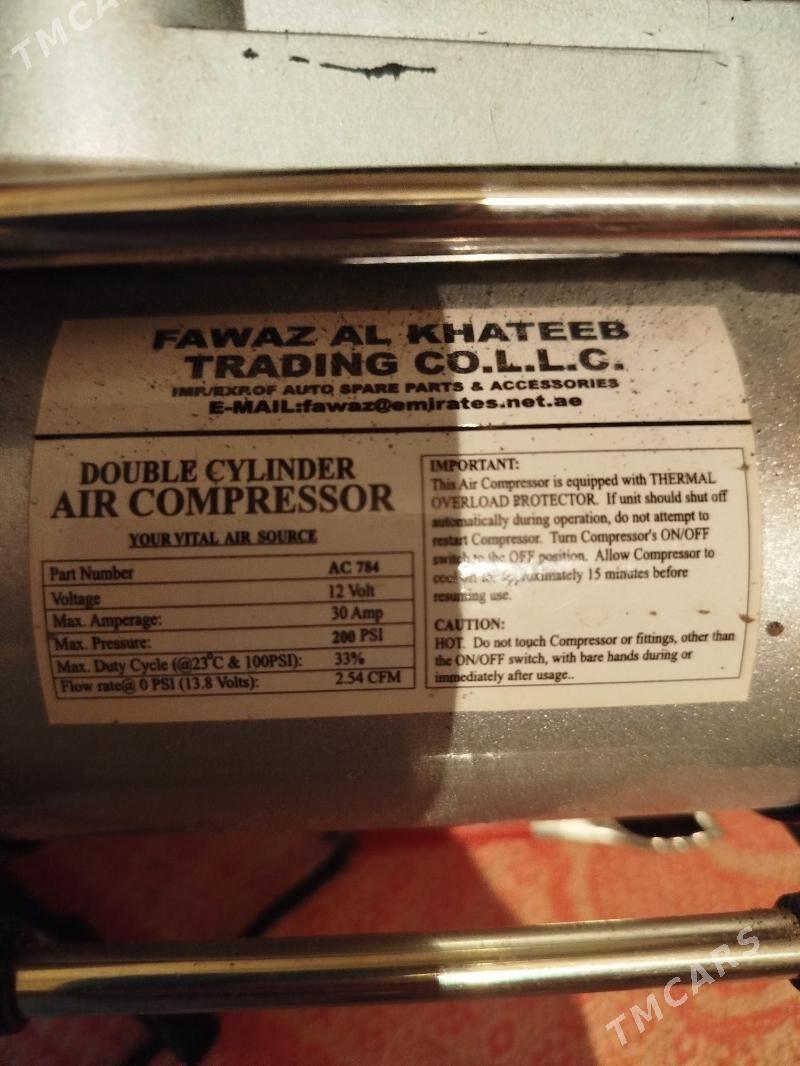 TMCARS
FAWAZ AL KHATEEB
TRADING CO.L.L.C.
IMP./EXP.OF AUTO SPARE PARTS & ACCESSORIES
E-MAIL:fawaz@emirates.net.ae
DOUBLE CYLINDER
AIR COMPRESSOR
YOUR VITAL AIR SOURCE
Part Number AC 784
Voltage 12 Volt
Max. Amperage: 30 Amp
Max. Pressure: 200 PSI
Max. Duty Cycle (@23°C & 100PSI): 33%
Flow rate@ 0 PSI (13.8 Volts): 2.54 CFM
IMPORTANT:
This Air Compressor is equipped with THERMAL
OVERLOAD PROTECTOR. If unit should shut off
automatically during operation, do not attempt to
restart Compressor. Turn Compressor's ON/OFF
switch to the OFF position. Allow Compressor to
approximately 15 minutes before
resuming use.
CAUTION:
HOT. Do not touch Compressor or fittings, other than
the ON/OFF switch, with bare hands during or
immediately after usage..
TMCARS